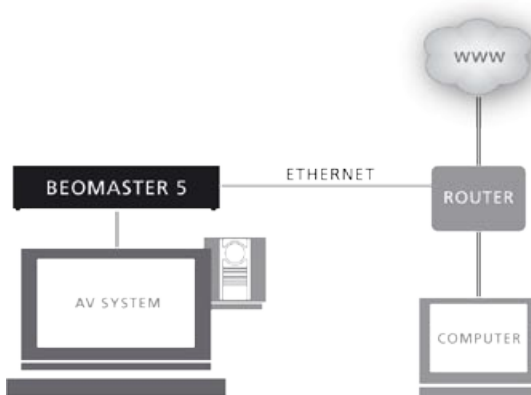 WWW
BEOMASTER 5
ETHERNET
ROUTER
AV SYSTEM
COMPUTER